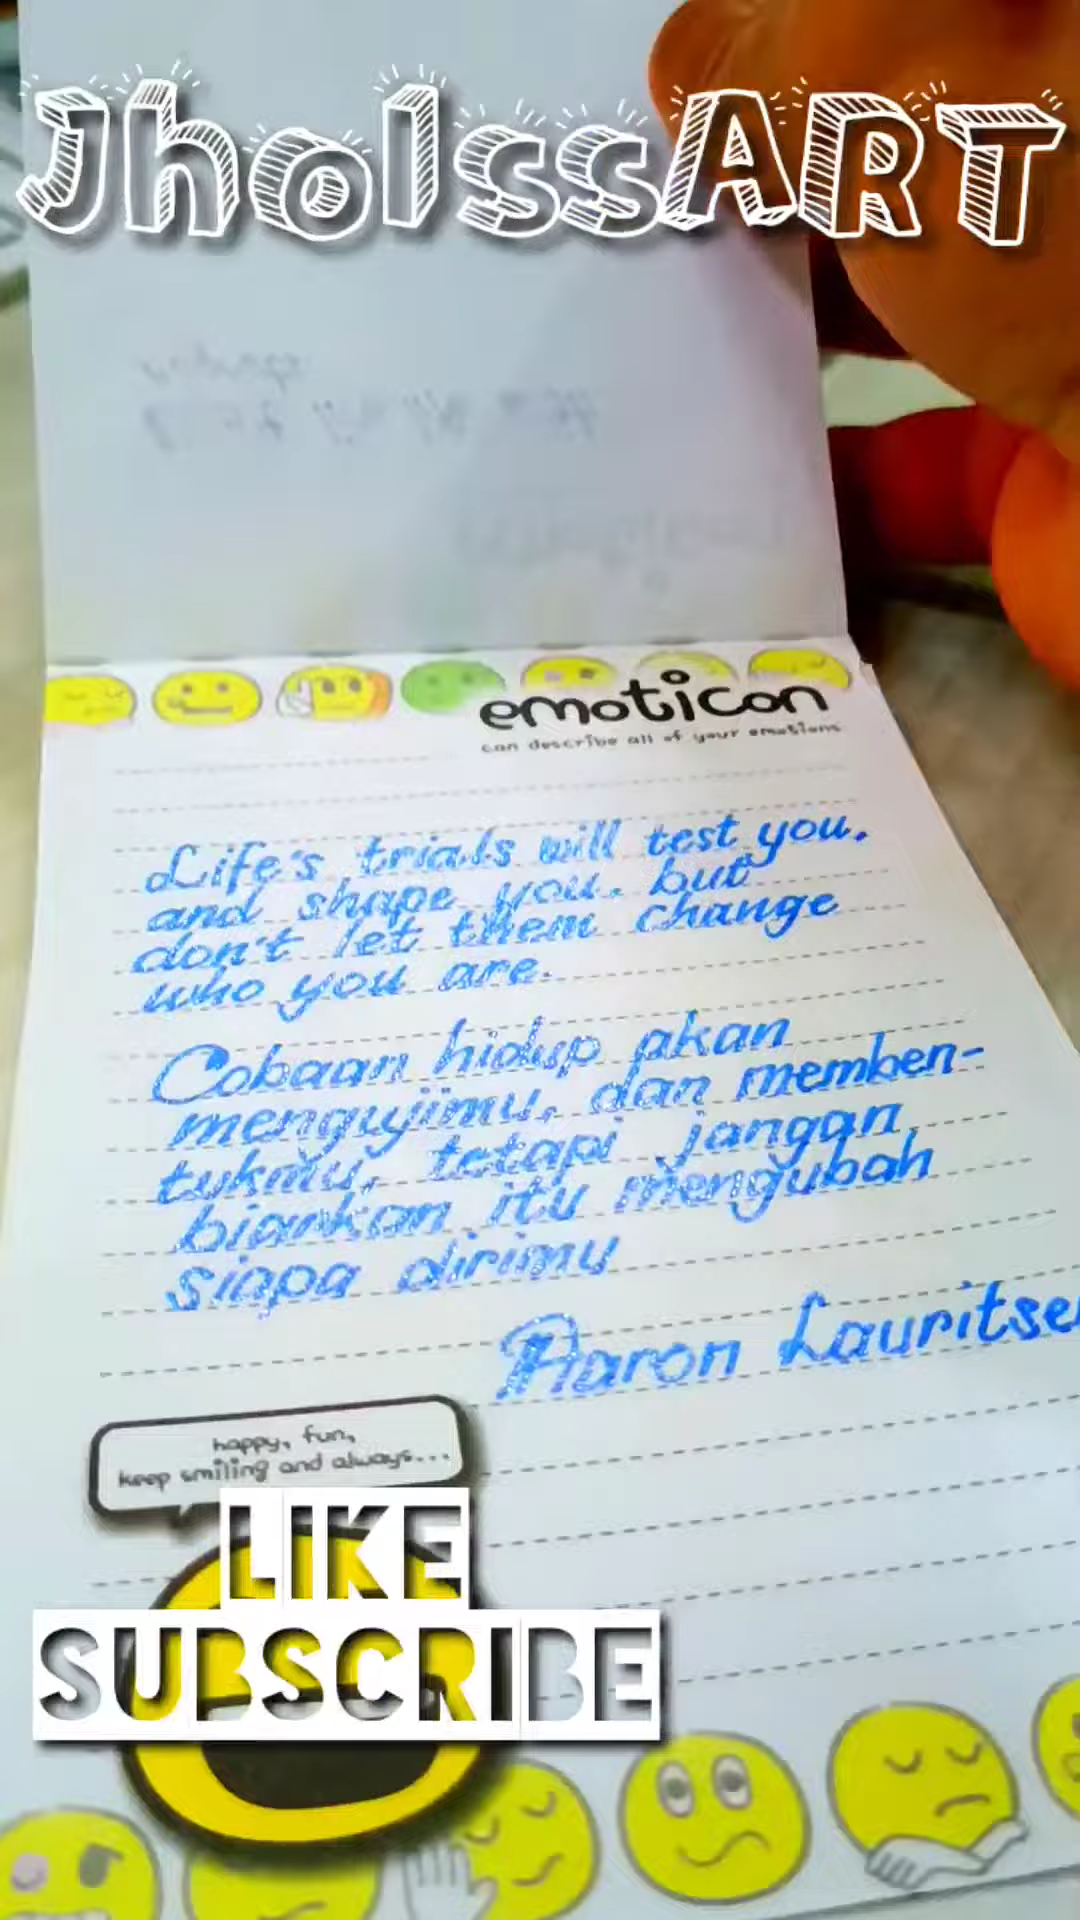 JholssART
emoticon
can describe all of your emotions
Life's trials will test you,
and shape you, but
don't let them change
who you are.
Cobaan hidup akan
mengujimu, dan memben-
tukmu, tetapi jangan
biarkan itu mengubah
siapa dirimu
Aaron Lauritse
happy, fun,
keep smiling and always...
LIKE
SUBSCRIBE